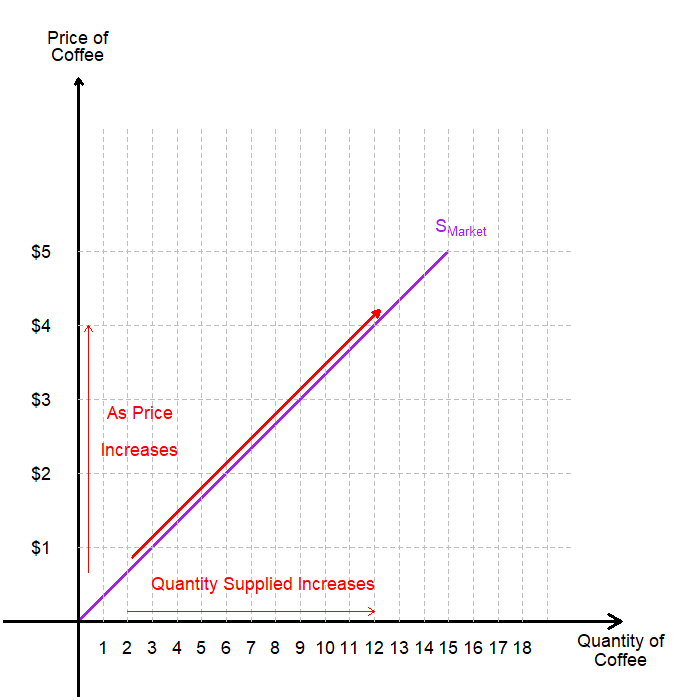 Price of
Coffee
S Market
$5
$4
$3
As Price
Increases
$2
$1
Quantity Supplied Increases
1 2 3 4 5 6 7 8 9 10 11 12 13 14 15 16 17 18
Quantity of
Coffee